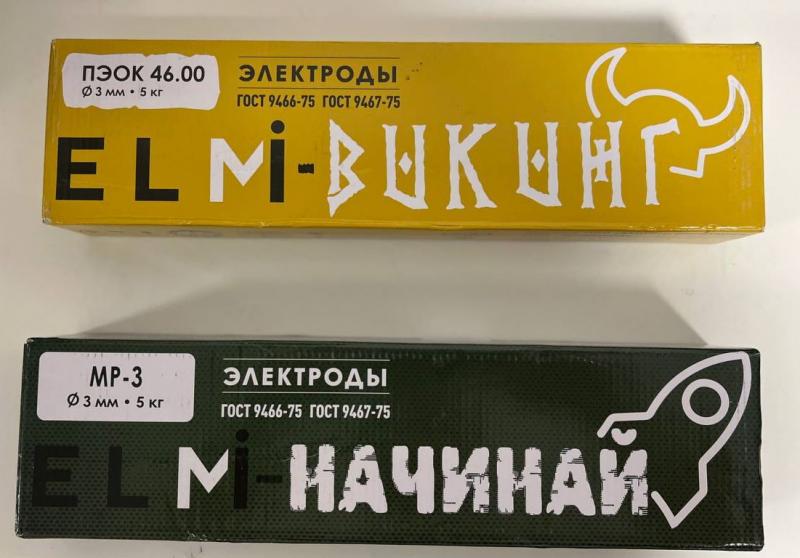 ПЭОК 46.00
Ø 3 мм • 5 кг
ЭЛЕКТРОДЫ
ГОСТ 9466-75 ГОСТ 9467-75
ELMi-ВИКИНГ
МР-3
Ø 3 мм • 5 кг
ЭЛЕКТРОДЫ
ГОСТ 9466-75 ГОСТ 9467-75
ELMi-НАЧИНАЙ